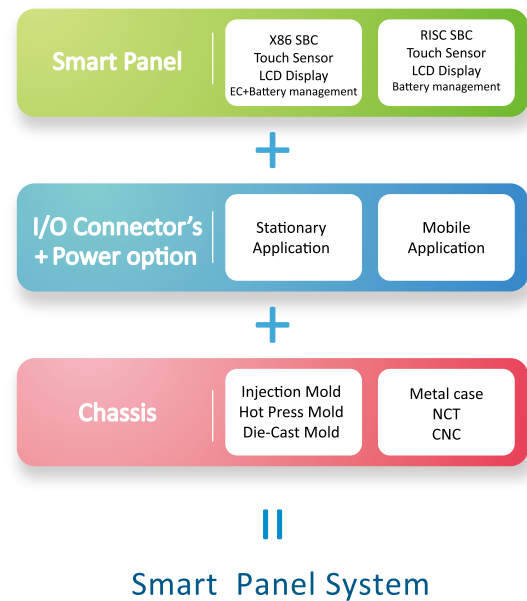 Smart Panel
X86 SBC
Touch Sensor
LCD Display
EC+Battery management
RISC SBC
Touch Sensor
LCD Display
Battery management
+
I/O Connector's
+ Power option
Stationary
Application
Mobile
Application
+
Chassis
Injection Mold
Hot Press Mold
Die-Cast Mold
Metal case
NCT
CNC
=
Smart Panel System